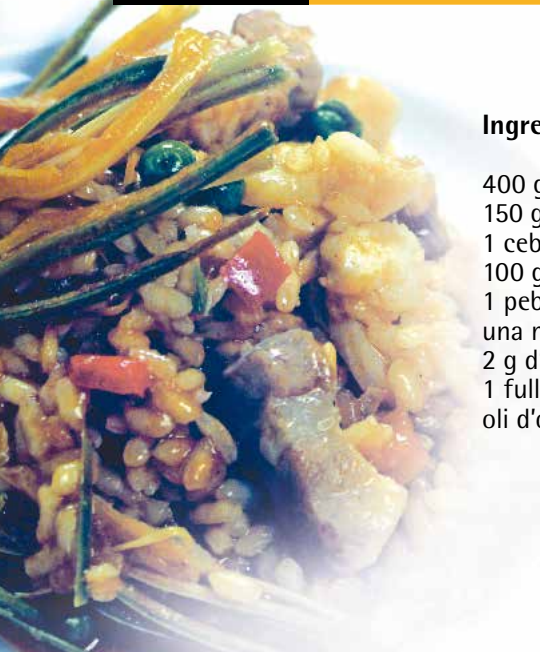 Ingre
400 g
150 g
1 ceb
100 g
1 peb
una r
2 g d
1 full
oli d'o